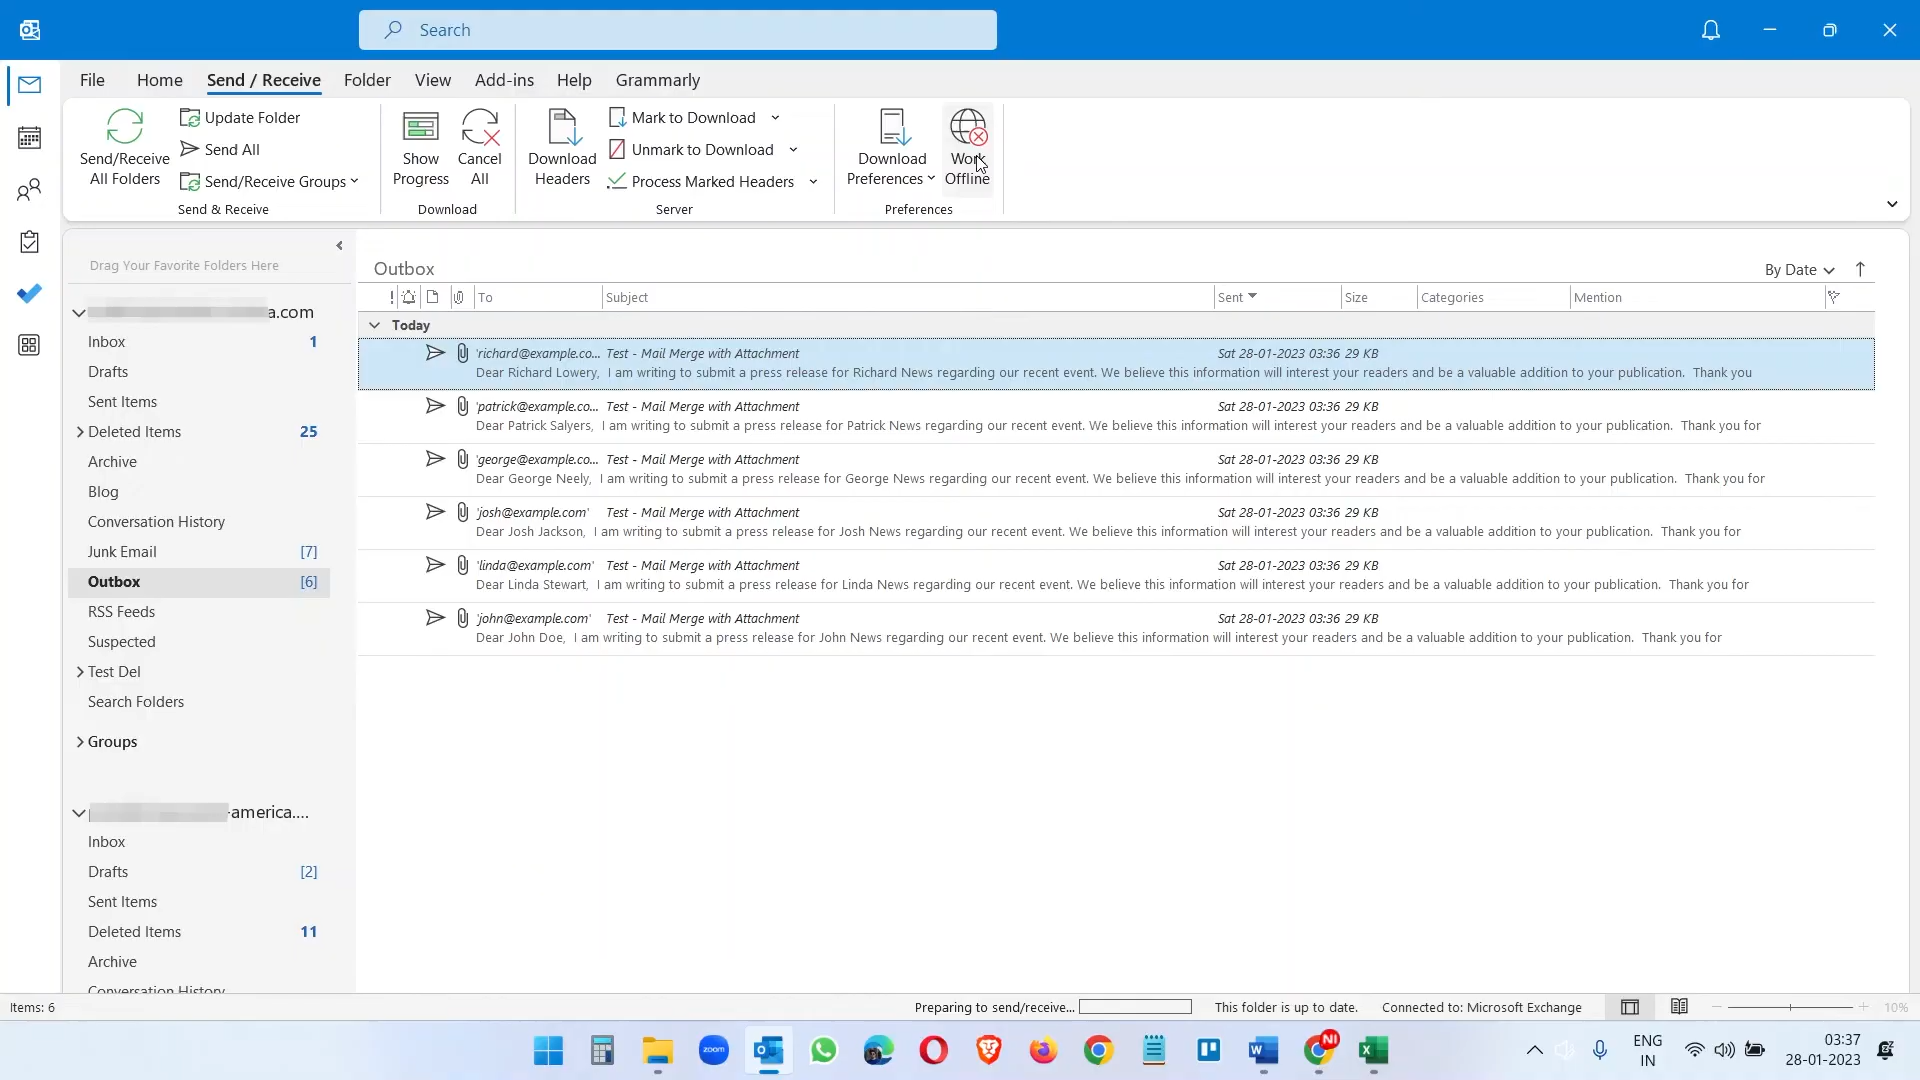 Search
File Home Send / Receive Folder View Add-ins Help Grammarly
Send/Receive
All Folders
Update Folder
Send All
Send/Receive Groups
Send & Receive
Show
Progress
Cancel
All
Download
Download
Headers
Mark to Download
Unmark to Download
Process Marked Headers
Server
Download
Preferences
Work
Offline
Preferences
Drag Your Favorite Folders Here
a.com
Inbox 1
Drafts
Sent Items
Deleted Items 25
Archive
Blog
Conversation History
Junk Email [7]
Outbox [6]
RSS Feeds
Suspected
Test Del
Search Folders
Groups
-america....
Inbox
Drafts [2]
Sent Items
Deleted Items 11
Archive
Conversation History
Outbox
By Date
! To Subject Sent Size Categories Mention
Today
'richard@example.co... Test - Mail Merge with Attachment Sat 28-01-2023 03:36 29 KB
Dear Richard Lowery, I am writing to submit a press release for Richard News regarding our recent event. We believe this information will interest your readers and be a valuable addition to your publication. Thank you
'patrick@example.co... Test - Mail Merge with Attachment Sat 28-01-2023 03:36 29 KB
Dear Patrick Salyers, I am writing to submit a press release for Patrick News regarding our recent event. We believe this information will interest your readers and be a valuable addition to your publication. Thank you for
'george@example.co... Test - Mail Merge with Attachment Sat 28-01-2023 03:36 29 KB
Dear George Neely, I am writing to submit a press release for George News regarding our recent event. We believe this information will interest your readers and be a valuable addition to your publication. Thank you for
'josh@example.com' Test - Mail Merge with Attachment Sat 28-01-2023 03:36 29 KB
Dear Josh Jackson, I am writing to submit a press release for Josh News regarding our recent event. We believe this information will interest your readers and be a valuable addition to your publication. Thank you for
'linda@example.com' Test - Mail Merge with Attachment Sat 28-01-2023 03:36 29 KB
Dear Linda Stewart, I am writing to submit a press release for Linda News regarding our recent event. We believe this information will interest your readers and be a valuable addition to your publication. Thank you for
'john@example.com' Test - Mail Merge with Attachment Sat 28-01-2023 03:36 29 KB
Dear John Doe, I am writing to submit a press release for John News regarding our recent event. We believe this information will interest your readers and be a valuable addition to your publication. Thank you for
Items: 6 Preparing to send/receive... This folder is up to date. Connected to: Microsoft Exchange 10%
zoom
NI
ENG
IN
03:37
28-01-2023